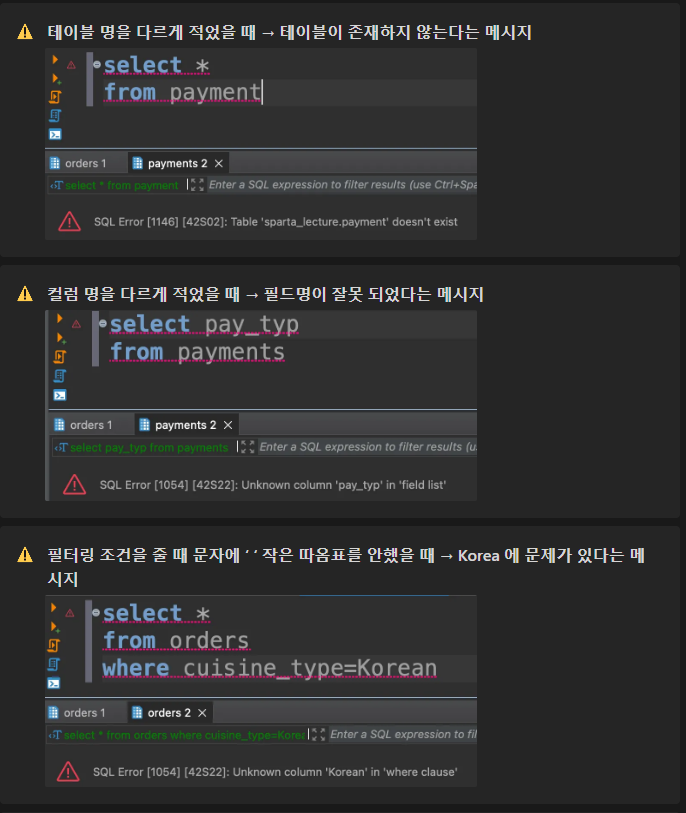 테이블 명을 다르게 적었을 때 → 테이블이 존재하지 않는다는 메시지
select *
from payment
orders 1 payments 2
select * from payment Enter a SQL expression to filter results (use Ctrl+Spa
SQL Error [1146] [42S02]: Table 'sparta_lecture.payment' doesn't exist
컬럼 명을 다르게 적었을 때 → 필드명이 잘못 되었다는 메시지
select pay_typ
from payments
orders 1 payments 2
select pay_typ from payments Enter a SQL expression to filter results (u
SQL Error [1054] [42S22]: Unknown column 'pay_typ' in 'field list'
필터링 조건을 줄 때 문자에 ‘ ‘ 작은 따옴표를 안했을 때 → Korea 에 문제가 있다는 메
시지
select *
from orders
where cuisine_type=Korean
orders 1 orders 2
select * from orders where cuisine_type=Korea Enter a SQL expression to fil
SQL Error [1054] [42S22]: Unknown column 'Korean' in 'where clause'